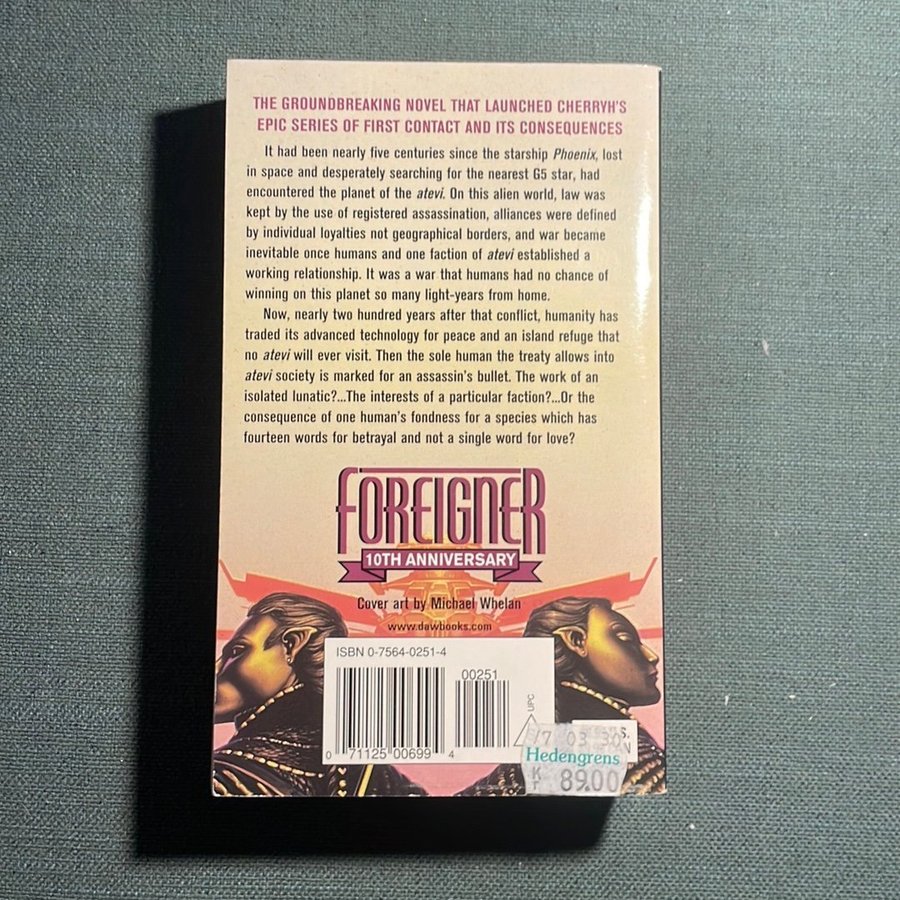 THE GROUNDBREAKING NOVEL THAT LAUNCHED CHERRYH'S
EPIC SERIES OF FIRST CONTACT AND ITS CONSEQUENCES
It had been nearly five centuries since the starship Phoenix, lost
in space and desperately searching for the nearest G5 star, had
encountered the planet of the atevi. On this alien world, law was
kept by the use of registered assassination, alliances were defined
by individual loyalties not geographical borders, and war became
inevitable once humans and one faction of atevi established a
working relationship. It was a war that humans had no chance of
winning on this planet so many light-years from home.
Now, nearly two hundred years after that conflict, humanity has
traded its advanced technology for peace and an island refuge that
no atevi will ever visit. Then the sole human the treaty allows into
atevi society is marked for an assassin's bullet. The work of an
isolated lunatic?...The interests of a particular faction?...Or the
consequence of one human's fondness for a species which has
fourteen words for betrayal and not a single word for love?
FOREIGNER
10TH ANNIVERSARY
Cover art by Michael Whelan
www.dawbooks.com
ISBN 0-7564-0251-4
00251
UPC
0 71125 00699 4
Hedengrens
Kr 89.00